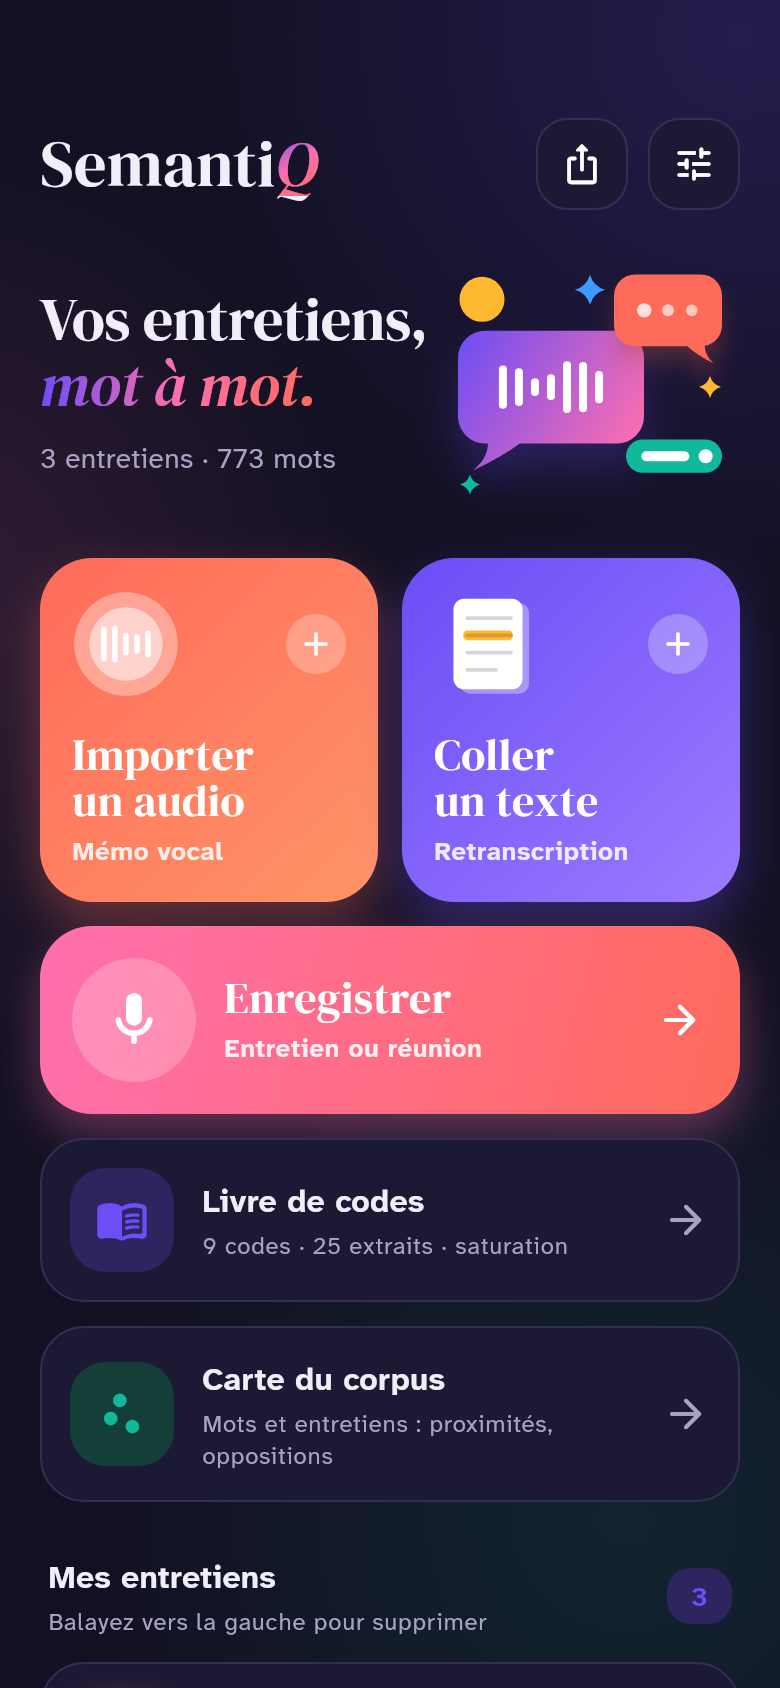 SemantiQ
Vos entretiens,
mot à mot.
3 entretiens · 773 mots
Importer
un audio
Mémo vocal
Coller
un texte
Retranscription
Enregistrer
Entretien ou réunion
Livre de codes
9 codes · 25 extraits · saturation
Carte du corpus
Mots et entretiens : proximités,
oppositions
Mes entretiens
3
Balayez vers la gauche pour supprimer